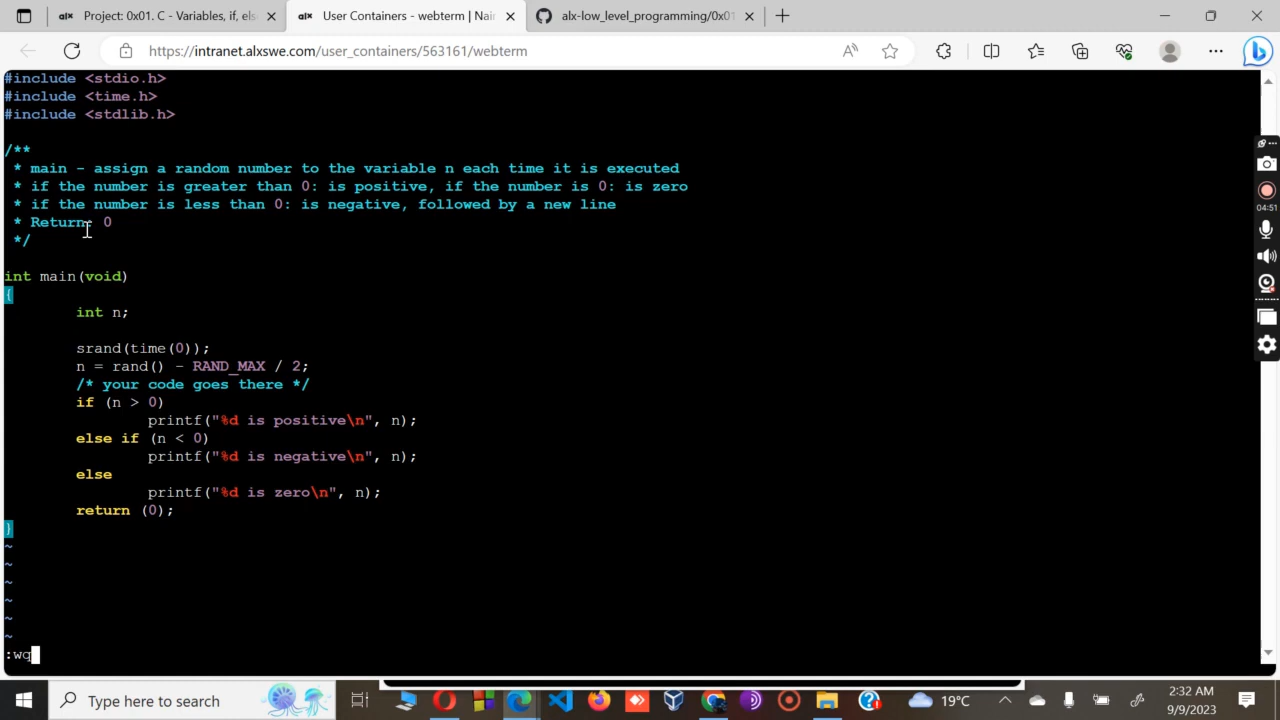 Project: 0x01. C - Variables, if, els
User Containers - webterm | Nair
alx-low_level_programming/0x01
https://intranet.alxswe.com/user_containers/563161/webterm
#include <stdio.h>
#include <time.h>
#include <stdlib.h>
/**
* main - assign a random number to the variable n each time it is executed
* if the number is greater than 0: is positive, if the number is 0: is zero
* if the number is less than 0: is negative, followed by a new line
* Return: 0
*/
int main(void)
{
int n;
srand(time(0));
n = rand() - RAND_MAX / 2;
/* your code goes there */
if (n > 0)
printf("%d is positive\n", n);
else if (n < 0)
printf("%d is negative\n", n);
else
printf("%d is zero\n", n);
return (0);
}
~
~
~
~
~
~
:wq
04:51
Type here to search
19°C
2:32 AM
9/9/2023